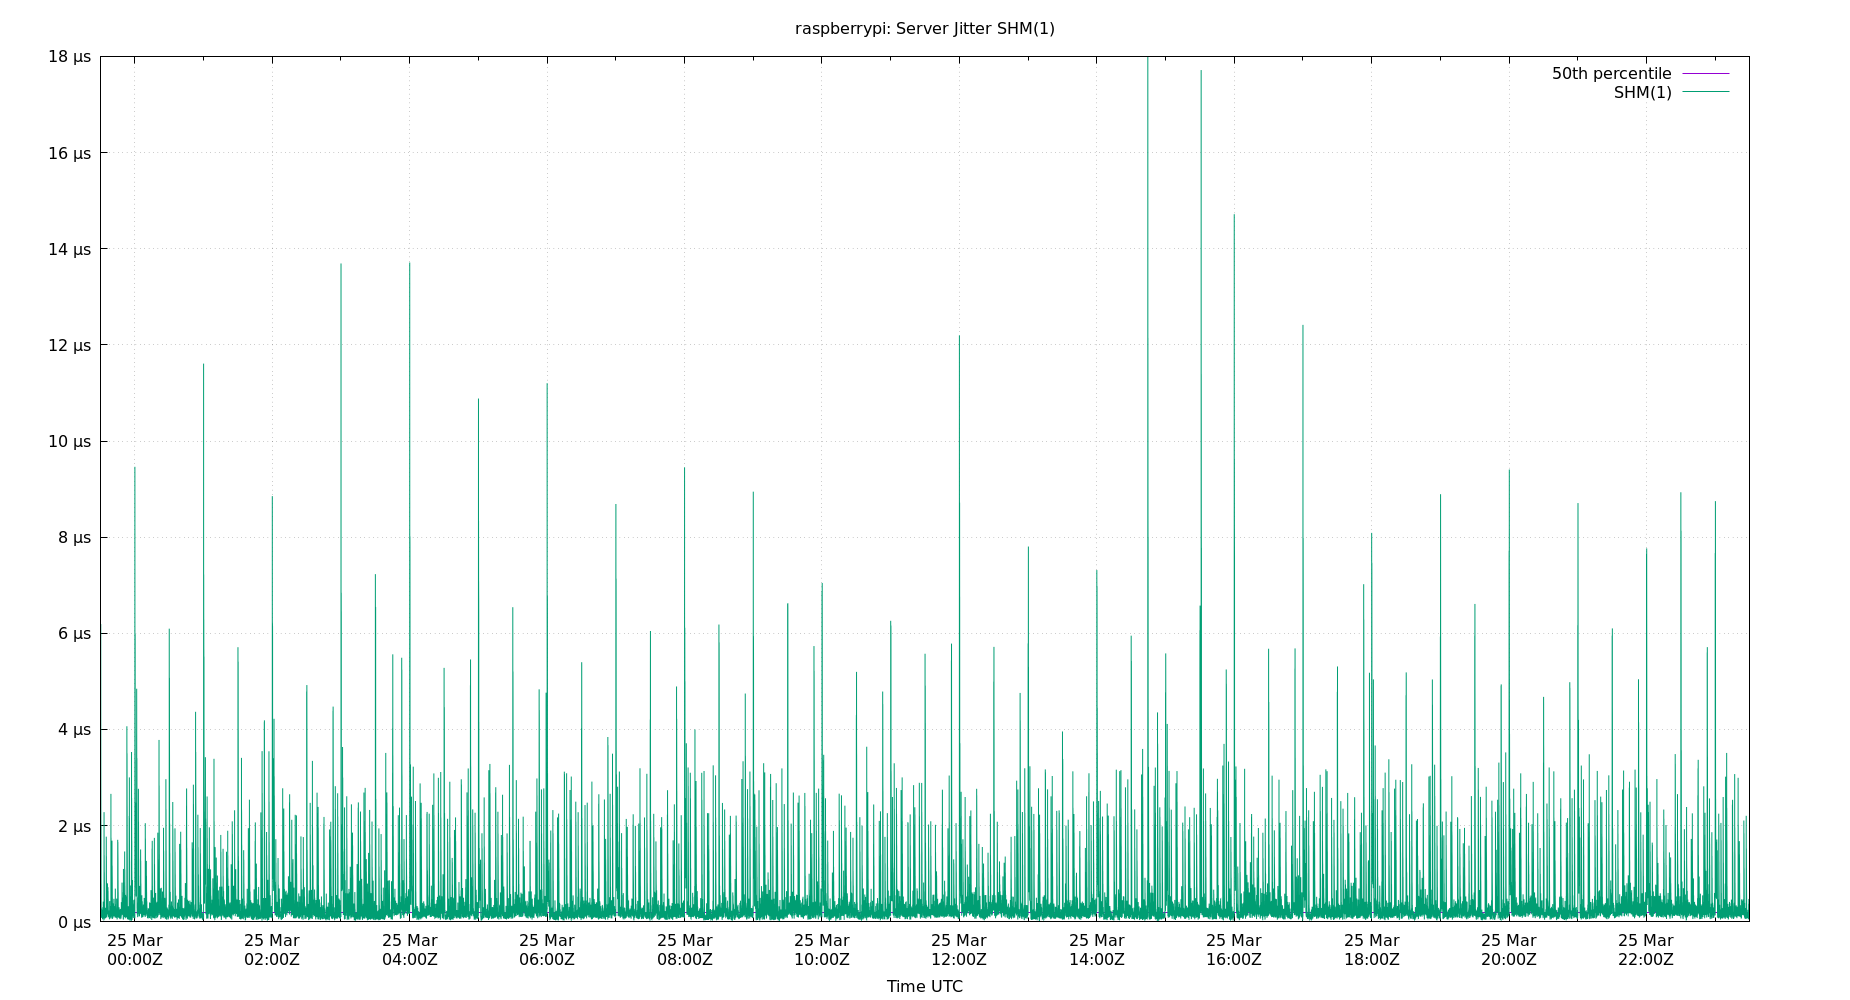 raspberrypi: Server Jitter SHM(1)
50th percentile
SHM(1)
18 µs
16 µs
14 µs
12 µs
10 µs
8 µs
6 µs
4 µs
2 µs
0 µs
25 Mar 25 Mar 25 Mar 25 Mar 25 Mar 25 Mar 25 Mar 25 Mar 25 Mar 25 Mar 25 Mar 25 Mar
00:00Z 02:00Z 04:00Z 06:00Z 08:00Z 10:00Z 12:00Z 14:00Z 16:00Z 18:00Z 20:00Z 22:00Z
Time UTC